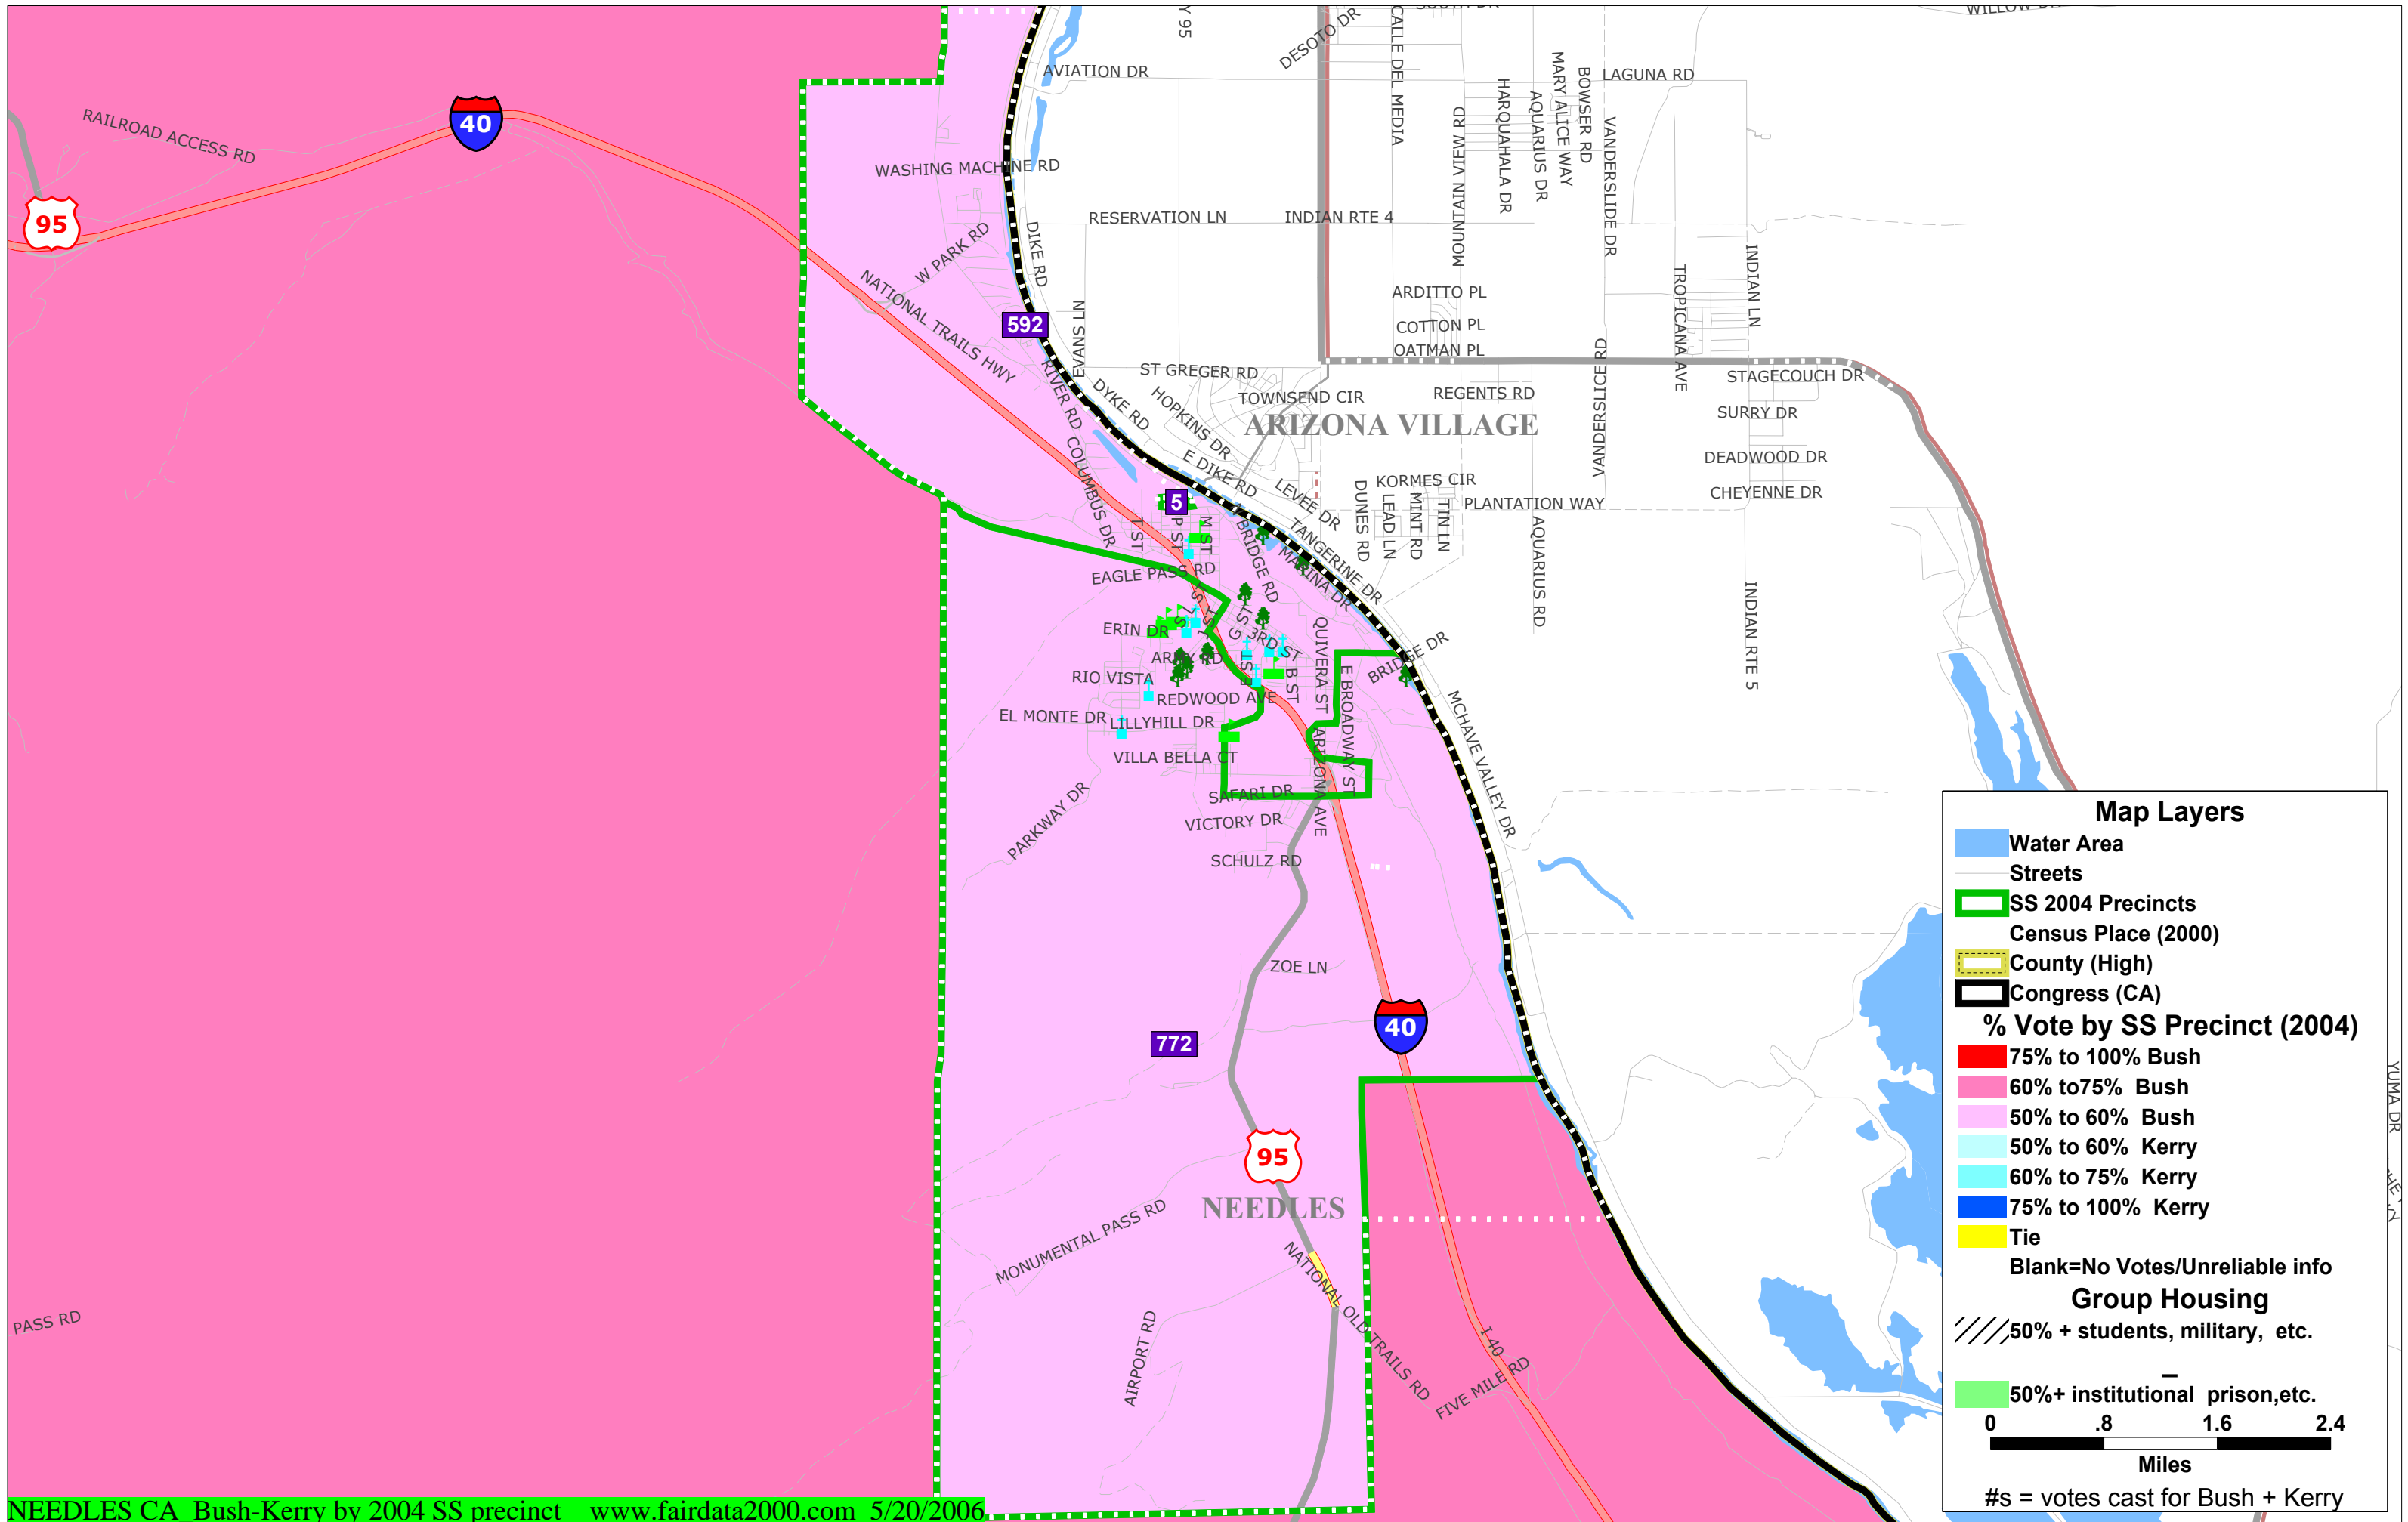 Y 95
DESOTO DR
CALLE DEL MEDIA
AVIATION DR
MARY ALICE WAY
BOWSER RD
LAGUNA RD
HARQUAHALA DR
AQUARIUS DR
MOUNTAIN VIEW RD
VANDERSLIDE DR
RAILROAD ACCESS RD
40
WASHING MACHINE RD
95
RESERVATION LN
INDIAN RTE 4
W PARK RD
DIKE RD
INDIAN LN
TROPICANA AVE
NATIONAL TRAILS HWY
EVANS LN
592
ARDITTO PL
COTTON PL
OATMAN PL
VANDERSLICE RD
ST GREGER RD
STAGECOUCH DR
RIVER RD
DYKE RD
HOPKINS DR
TOWNSEND CIR
REGENTS RD
SURRY DR
ARIZONA VILLAGE
COLUMBUS DR
E DIKE RD
DEADWOOD DR
KORMES CIR
CHEYENNE DR
LEVEE DR
DUNES RD
LEAD LN
MINT RD
TIN LN
PLANTATION WAY
5
T ST
P ST
M ST
BRIDGE RD
TANGERINE DR
MARINA DR
AQUARIUS RD
INDIAN RTE 5
EAGLE PASS RD
S L ST
J ST
G ST
ERIN DR
3RD ST
QUIVERA ST
ARMY RD
E ST
B ST
E BROADWAY ST
BRIDGE DR
RIO VISTA
REDWOOD AVE
EL MONTE DR
LILLYHILL DR
MCHAVE VALLEY DR
VILLA BELLA CT
ARIZONA AVE
SAFARI DR
PARKWAY DR
VICTORY DR
SCHULZ RD
ZOE LN
40
772
95
NEEDLES
MONUMENTAL PASS RD
NATIONAL OLD TRAILS RD
PASS RD
AIRPORT RD
I 40
FIVE MILE RD
YUMA DR
Map Layers
Water Area
Streets
SS 2004 Precincts
Census Place (2000)
County (High)
Congress (CA)
% Vote by SS Precinct (2004)
75% to 100% Bush
60% to75% Bush
50% to 60% Bush
50% to 60% Kerry
60% to 75% Kerry
75% to 100% Kerry
Tie
Blank=No Votes/Unreliable info
Group Housing
50% + students, military, etc.
50%+ institutional prison,etc.
0 .8 1.6 2.4
Miles
#s = votes cast for Bush + Kerry
NEEDLES CA Bush-Kerry by 2004 SS precinct www.fairdata2000.com 5/20/2006